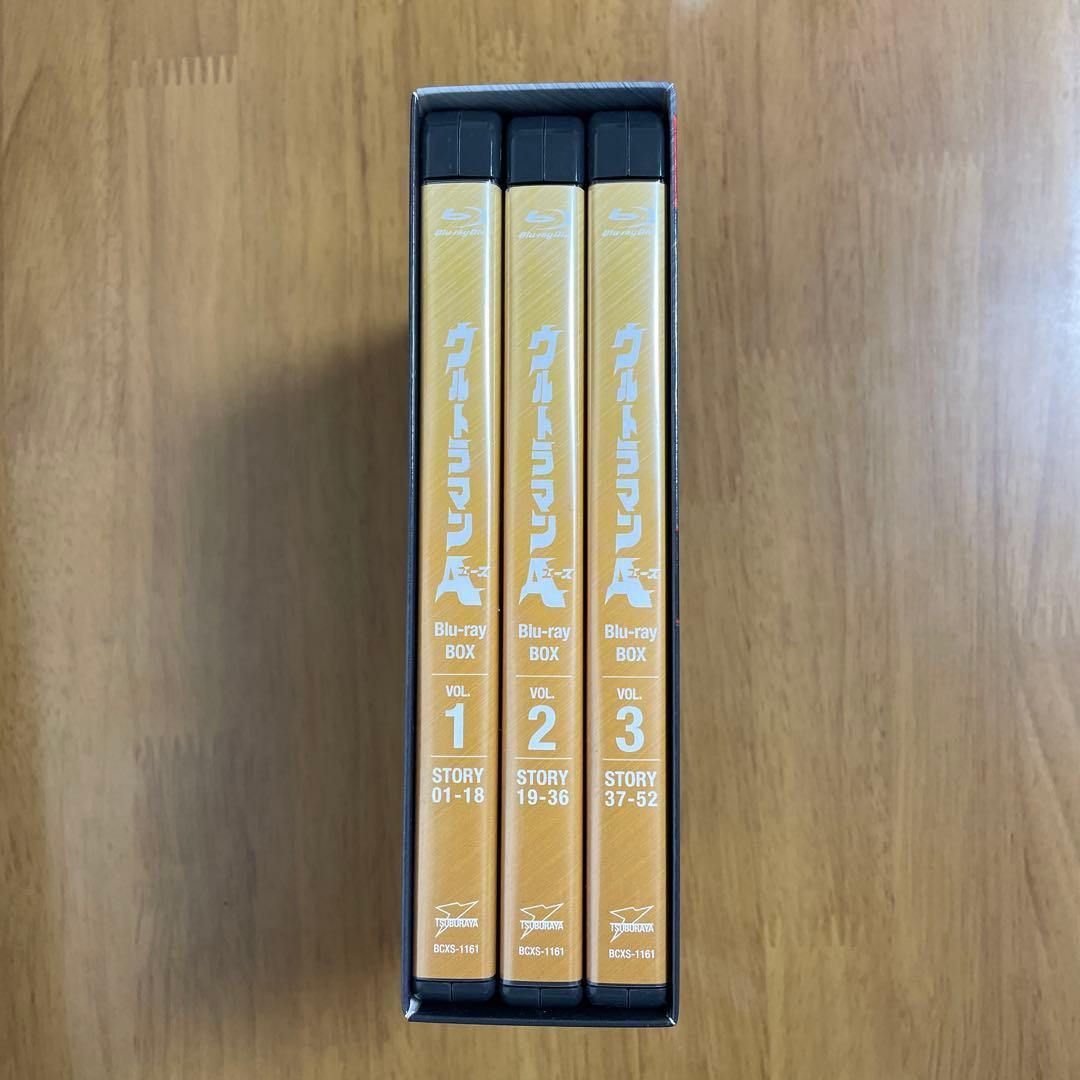 Blu-ray Disc
ウルトラマンA
エース
Blu-ray
BOX
VOL.
1
STORY
01-18
TSUBURAYA
BCXS-1161
Blu-ray Disc
ウルトラマンA
エース
Blu-ray
BOX
VOL.
2
STORY
19-36
TSUBURAYA
BCXS-1161
Blu-ray Disc
ウルトラマンA
エース
Blu-ray
BOX
VOL.
3
STORY
37-52
TSUBURAYA
BCXS-1161